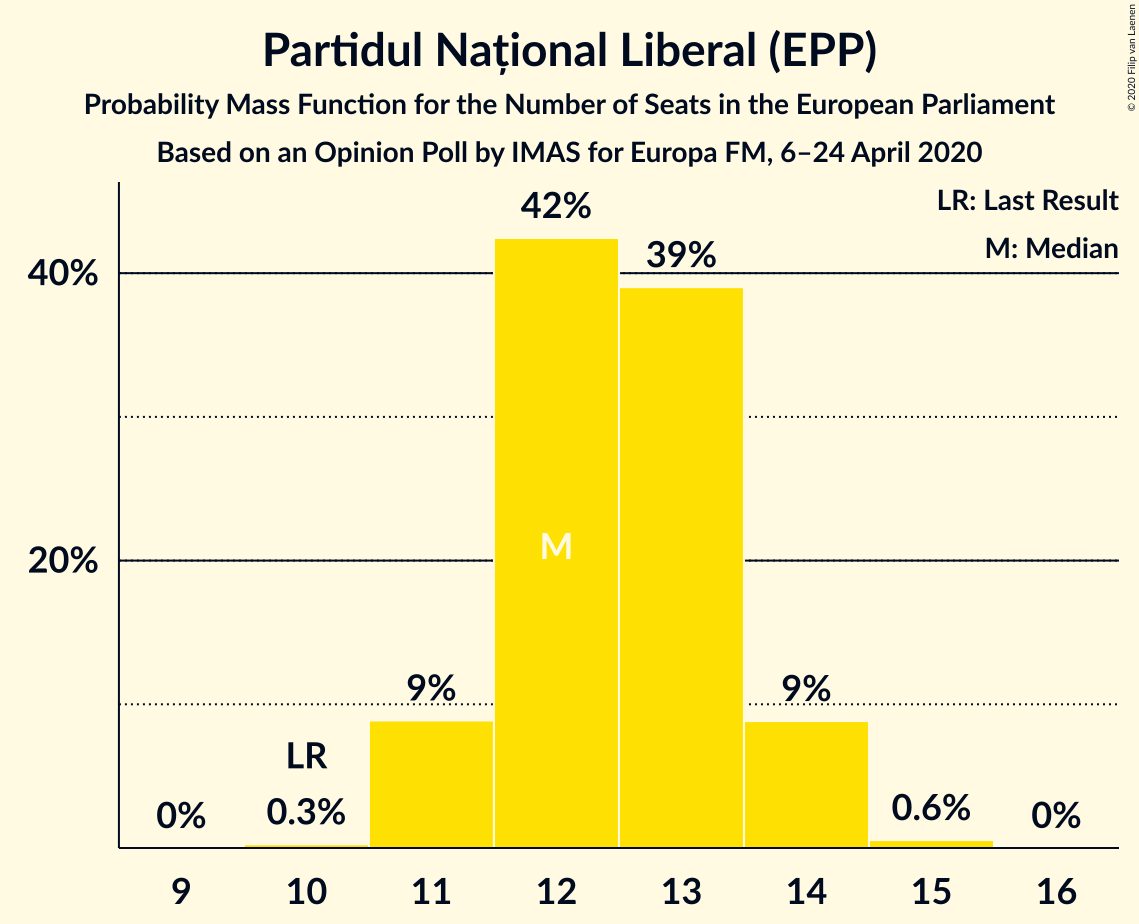 Partidul Național Liberal (EPP)
Probability Mass Function for the Number of Seats in the European Parliament
Based on an Opinion Poll by IMAS for Europa FM, 6–24 April 2020
© 2020 Filip van Laenen
LR: Last Result
M: Median
42%
39%
40%
M
20%
9%
9%
LR
0%
0.3%
0.6%
0%
9 10 11 12 13 14 15 16